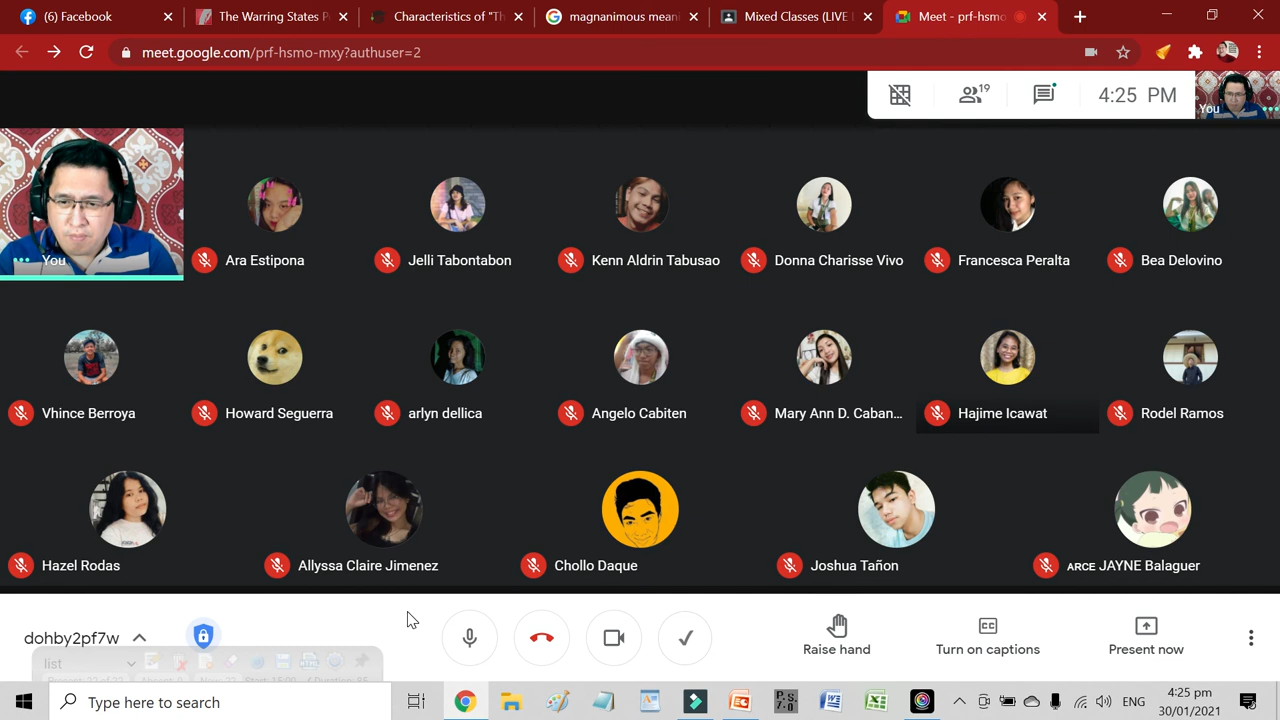 (6) Facebook
The Warring States P
Characteristics of "Th
magnanimous meani
Mixed Classes (LIVE
Meet - prf-hsmo
meet.google.com/prf-hsmo-mxy?authuser=2
19
4:25 PM
You
You
Ara Estipona
Jelli Tabontabon
Kenn Aldrin Tabusao
Donna Charisse Vivo
Francesca Peralta
Bea Delovino
Vhince Berroya
Howard Seguerra
arlyn dellica
Angelo Cabiten
Mary Ann D. Caban...
Hajime Icawat
Rodel Ramos
Hazel Rodas
Allyssa Claire Jimenez
Chollo Daque
Joshua Tañon
ARCE JAYNE Balaguer
dohby2pf7w
list
Raise hand
Turn on captions
Present now
Type here to search
P.S.
7.0
ENG
4:25 pm
30/01/2021